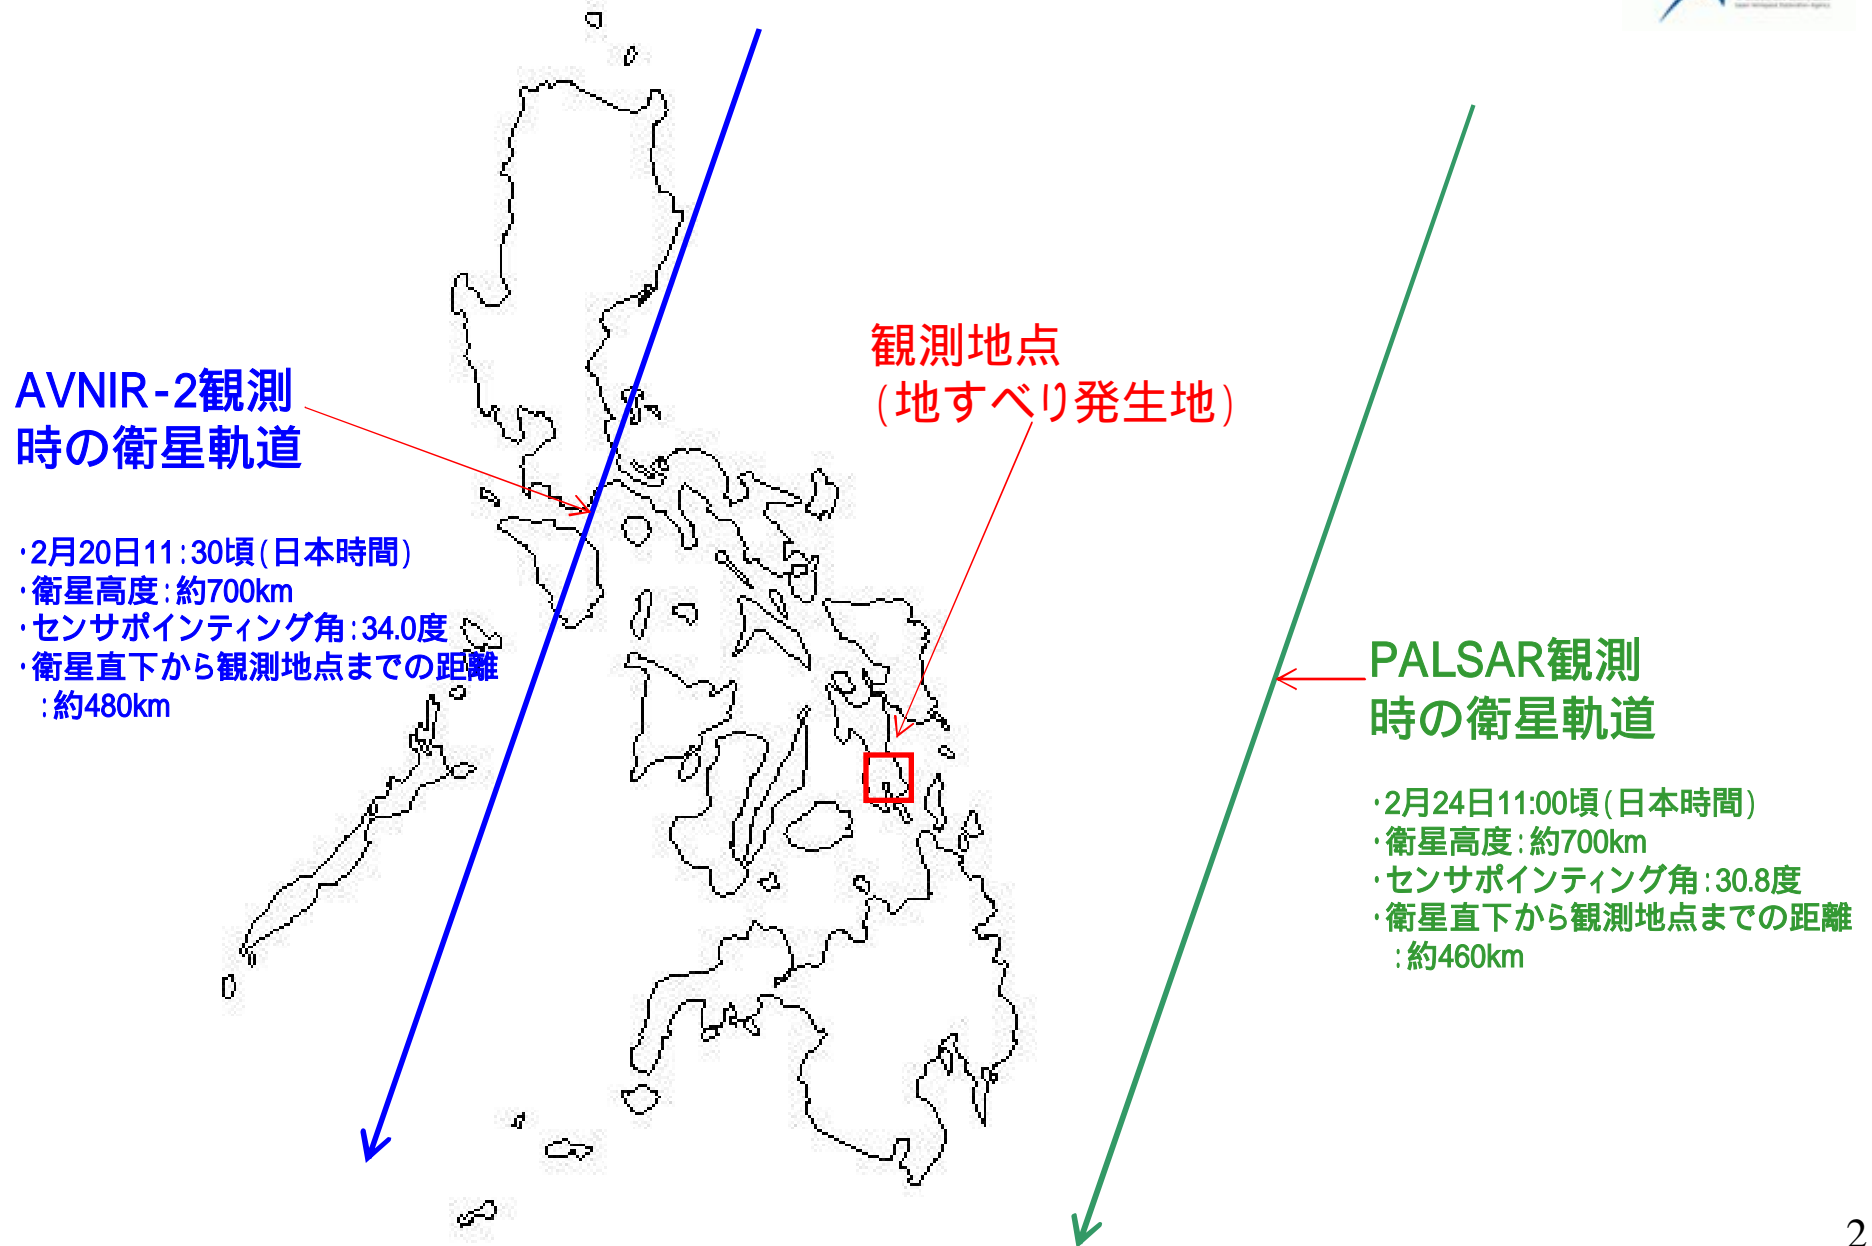 観測地点
(地すべり発生地)
AVNIR-2観測
時の衛星軌道
・2月20日11:30頃(日本時間)
・衛星高度:約700km
・センサポインティング角:34.0度
・衛星直下から観測地点までの距離
:約480km
PALSAR観測
時の衛星軌道
・2月24日11:00頃(日本時間)
・衛星高度:約700km
・センサポインティング角:30.8度
・衛星直下から観測地点までの距離
:約460km
2